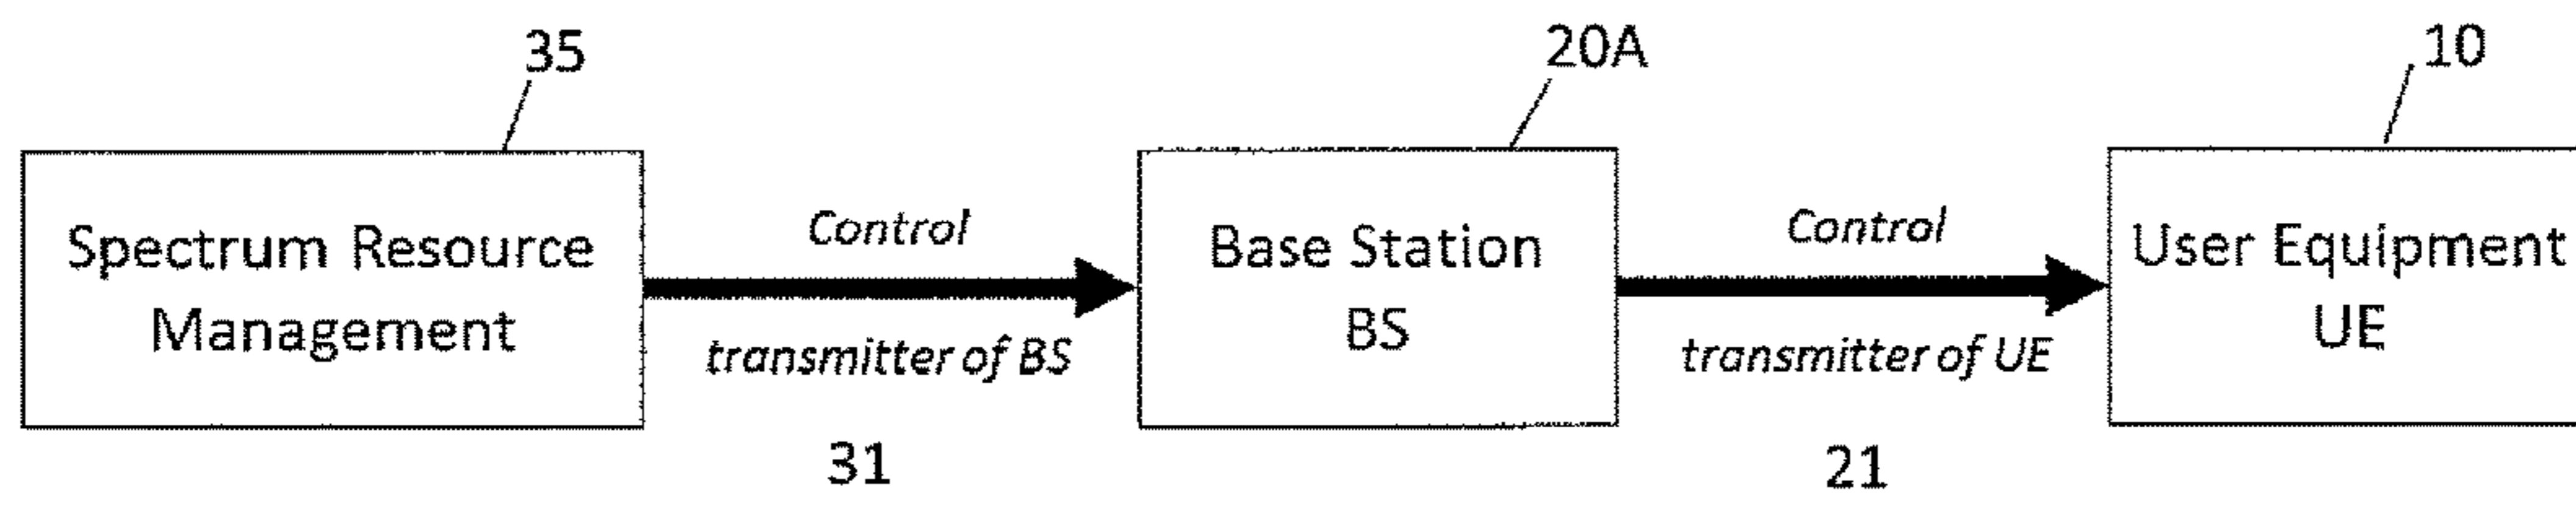 35
20A
10
Spectrum Resource
Management
Control
transmitter of BS
31
Base Station
BS
Control
transmitter of UE
21
User Equipment
UE